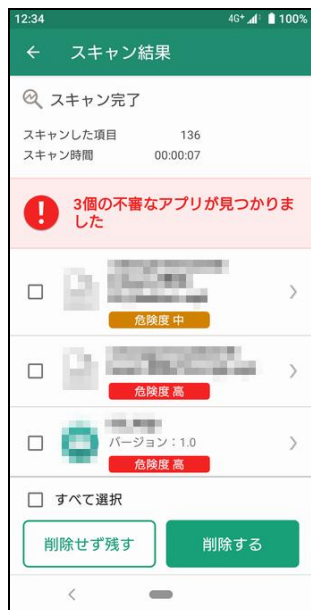 12:34
4G+ 100%
スキャン結果
スキャン完了
スキャンした項目 136
スキャン時間 00:00:07
3個の不審なアプリが見つかりま
した
危険度 中
危険度 高
バージョン：1.0
危険度 高
すべて選択
削除せず残す
削除する